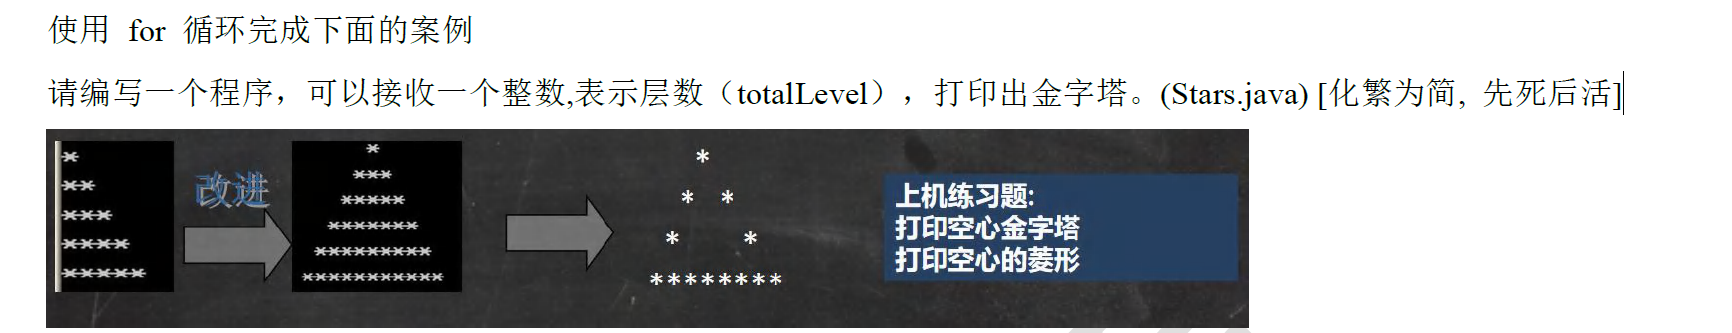 使用 for 循环完成下面的案例
请编写一个程序，可以接收一个整数,表示层数（totalLevel），打印出金字塔。(Stars.java) [化繁为简, 先死后活]
*
**
***
****
*****
改进
*
***
*****
*******
*********
***********
*
* *
* *
********
上机练习题:
打印空心金字塔
打印空心的菱形